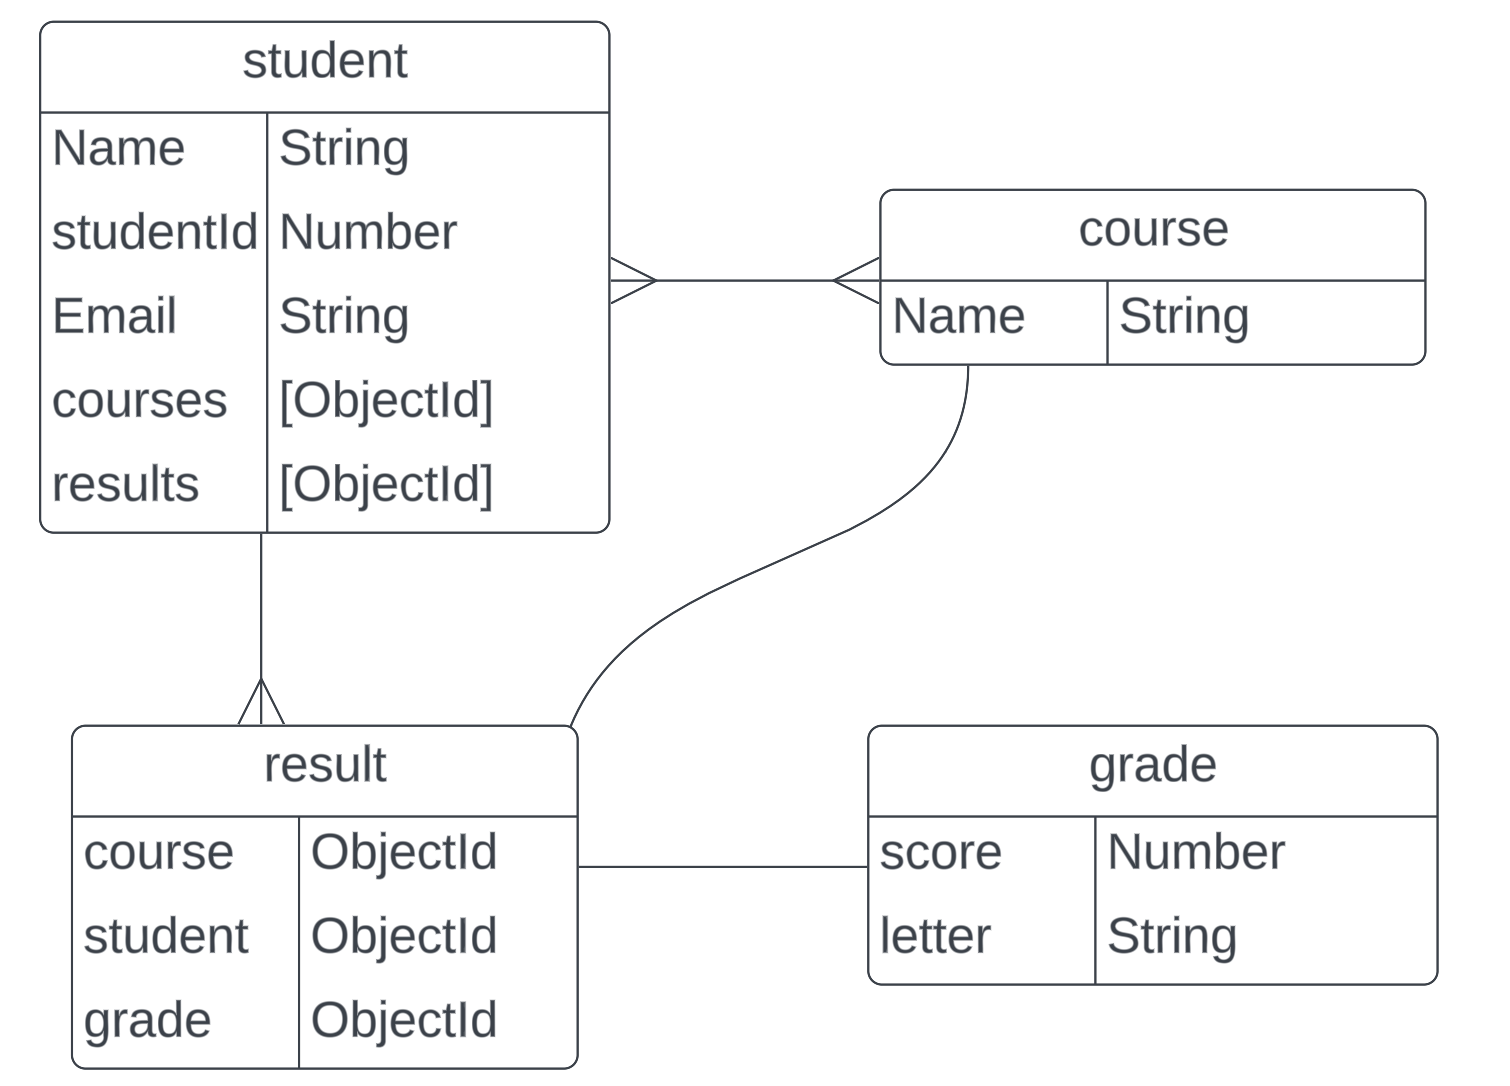 student
Name String
studentId Number
Email String
courses [ObjectId]
results [ObjectId]
course
Name String
result
course ObjectId
student ObjectId
grade ObjectId
grade
score Number
letter String